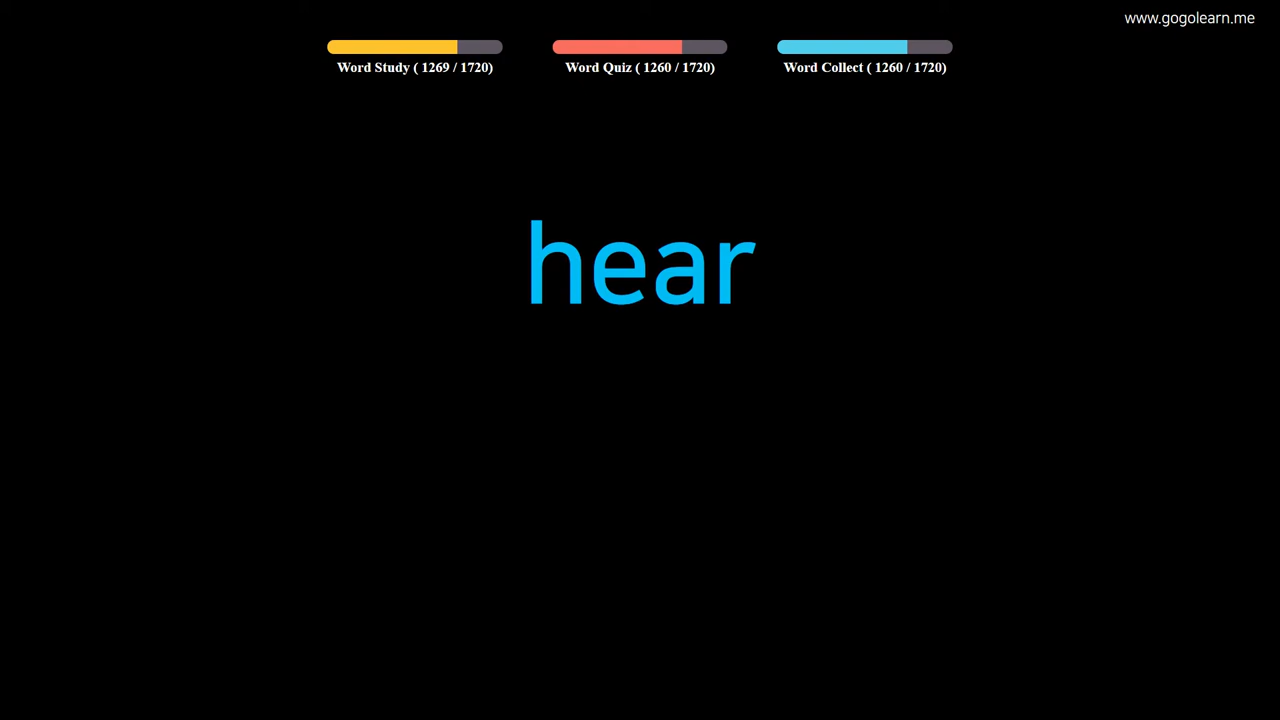 www.gogolearn.me
Word Study ( 1269 / 1720)
Word Quiz ( 1260 / 1720)
Word Collect ( 1260 / 1720)
hear